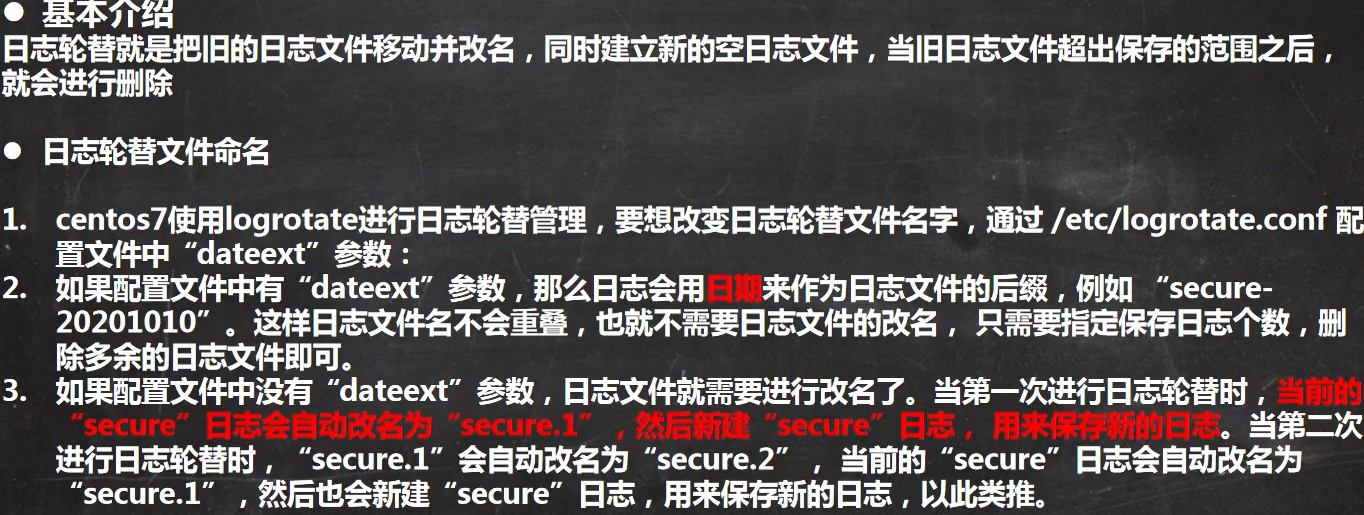 ● 基本介绍
日志轮替就是把旧的日志文件移动并改名，同时建立新的空日志文件，当旧日志文件超出保存的范围之后，
就会进行删除
● 日志轮替文件命名
1. centos7使用logrotate进行日志轮替管理，要想改变日志轮替文件名字，通过 /etc/logrotate.conf 配
置文件中“dateext”参数：
2. 如果配置文件中有“dateext”参数，那么日志会用日期来作为日志文件的后缀，例如 “secure-
20201010”。这样日志文件名不会重叠，也就不需要日志文件的改名， 只需要指定保存日志个数，删
除多余的日志文件即可。
3. 如果配置文件中没有“dateext”参数，日志文件就需要进行改名了。当第一次进行日志轮替时，当前的
“secure”日志会自动改名为“secure.1”，然后新建“secure”日志， 用来保存新的日志。当第二次
进行日志轮替时，“secure.1”会自动改名为“secure.2”， 当前的“secure”日志会自动改名为
“secure.1”，然后也会新建“secure”日志，用来保存新的日志，以此类推。